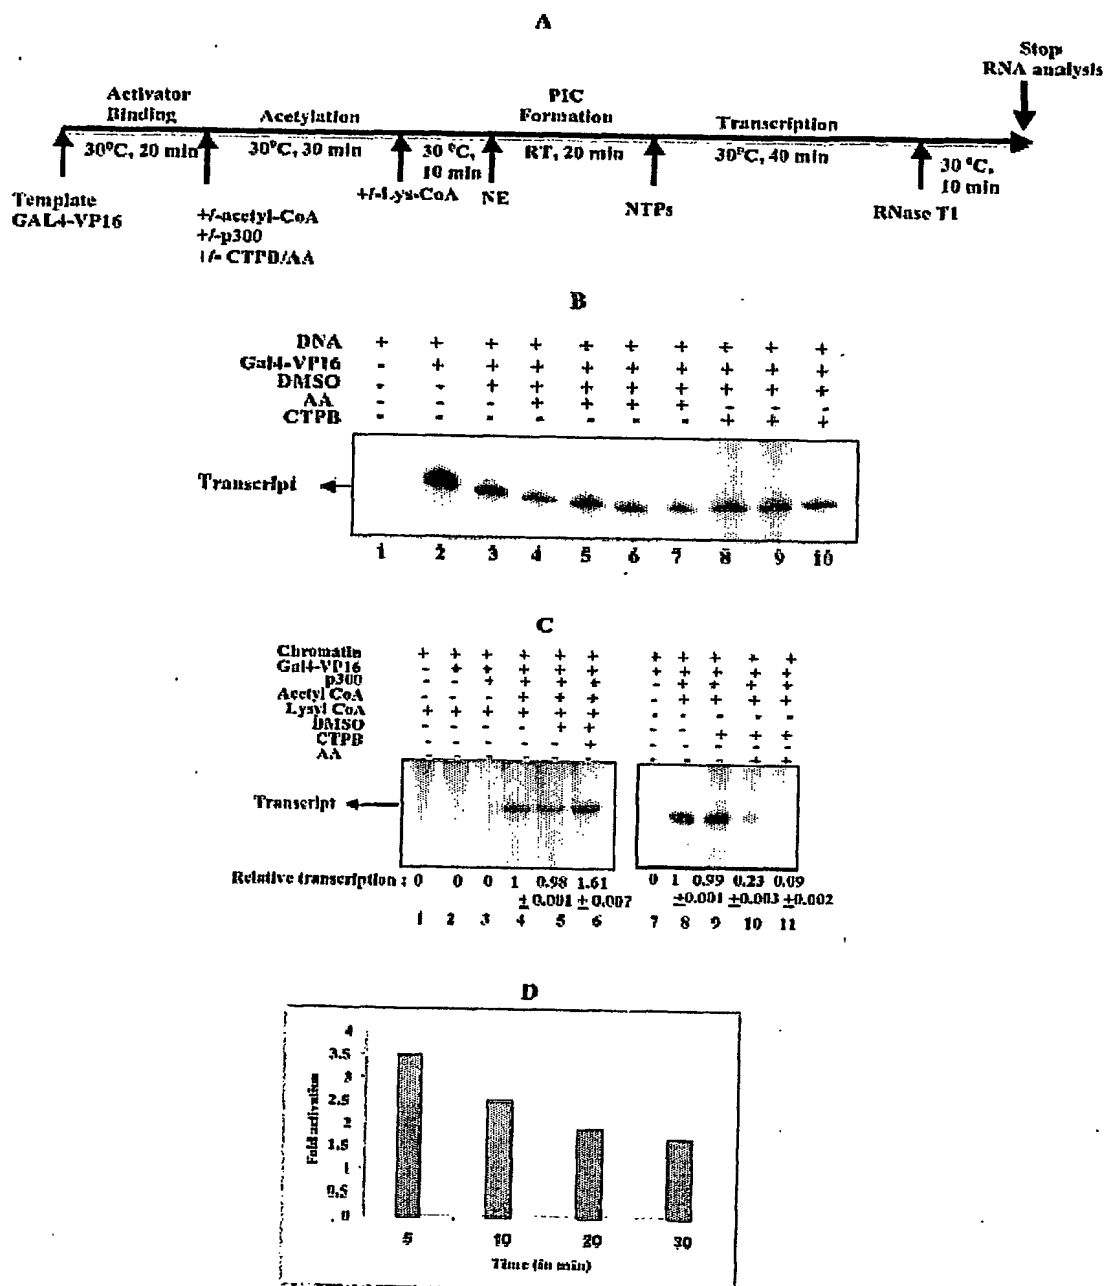 A
Stop
RNA analysis
Activator
Binding
Acetylation
PIC
Formation
Transcription
30°C, 20 min
30°C, 30 min
30 °C,
10 min
RT, 20 min
30°C, 40 min
30 °C,
10 min
Template
GAL4-VP16
+/-acetyl-CoA
+/-p300
+/- CTPB/AA
+/-Lys-CoA
NE
NTPs
RNase T1
B
DNA + + + + + + + + + +
Gal4-VP16 - + + + + + + + + +
DMSO - - + + + + + + + +
AA - - - + + + + - - -
CTPB - - - - - - - + + +
Transcript
1 2 3 4 5 6 7 8 9 10
C
Chromatin + + + + + + + + + + +
Gal4-VP16 - + + + + + + + + + +
p300 - - + + + + - + + + +
Acetyl CoA - - - + + + - + + + +
Lysyl CoA + + + + + + - - - - -
DMSO - - - - + + - - + + +
CTPB - - - - - + - - - - -
AA - - - - - - - - - + +
Transcript
Relative transcription : 0 0 0 1 0.98 1.61 0 1 0.99 0.23 0.09
±0.001 ±0.007 ±0.001 ±0.003 ±0.002
1 2 3 4 5 6 7 8 9 10 11
D
4
3.5
3
2.5
2
1.5
1
0.5
0
Fold activation
5 10 20 30
Time (in min)